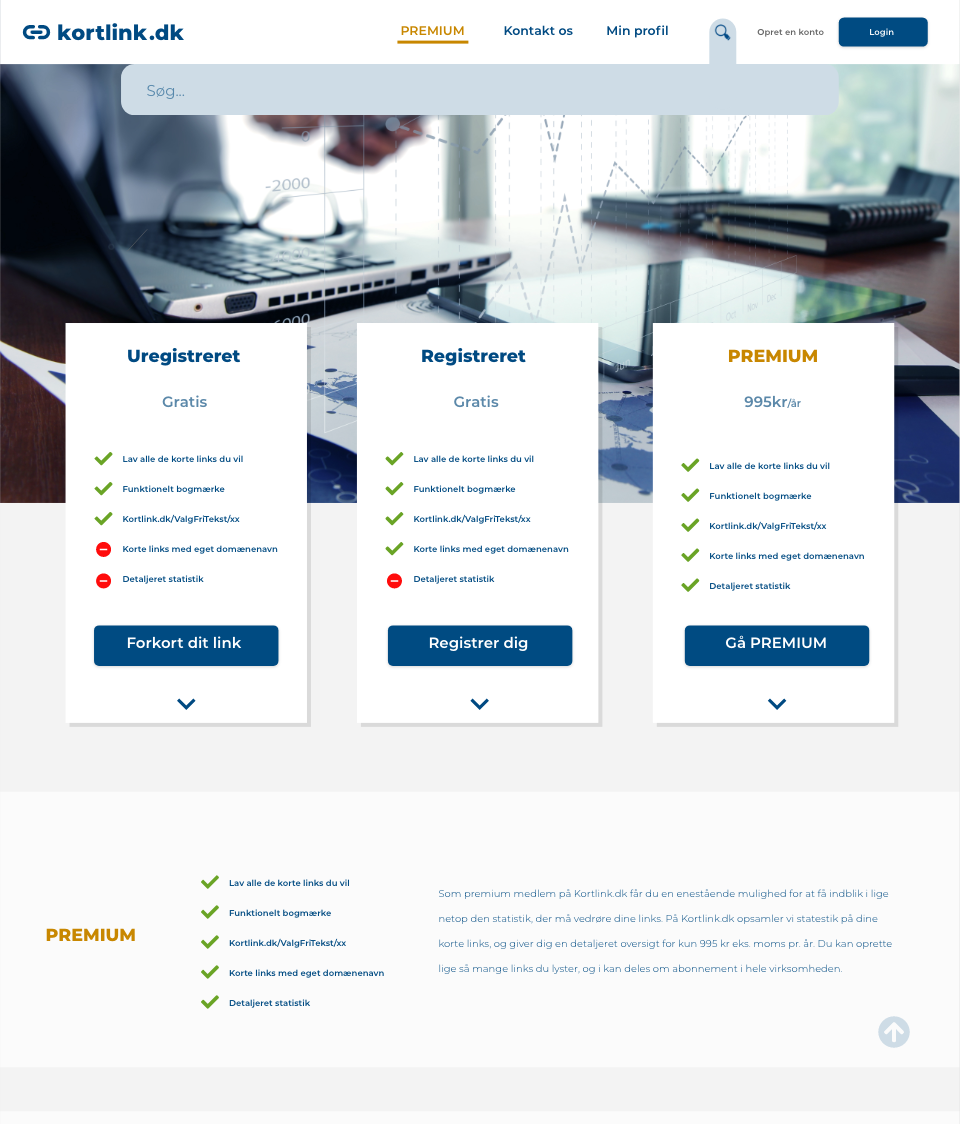 kortlink.dk
PREMIUM
Kontakt os
Min profil
Opret en konto
Login
Søg...
0
-2000
Uregistreret
Gratis
Lav alle de korte links du vil
Funktionelt bogmærke
Kortlink.dk/ValgFriTekst/xx
Korte links med eget domænenavn
Detaljeret statistik
Forkort dit link
Registreret
Gratis
Lav alle de korte links du vil
Funktionelt bogmærke
Kortlink.dk/ValgFriTekst/xx
Korte links med eget domænenavn
Detaljeret statistik
Registrer dig
PREMIUM
995kr/år
Lav alle de korte links du vil
Funktionelt bogmærke
Kortlink.dk/ValgFriTekst/xx
Korte links med eget domænenavn
Detaljeret statistik
Gå PREMIUM
PREMIUM
Lav alle de korte links du vil
Funktionelt bogmærke
Kortlink.dk/ValgFriTekst/xx
Korte links med eget domænenavn
Detaljeret statistik
Som premium medlem på Kortlink.dk får du en enestående mulighed for at få indblik i lige
netop den statistik, der må vedrøre dine links. På Kortlink.dk opsamler vi statestik på dine
korte links, og giver dig en detaljeret oversigt for kun 995 kr eks. moms pr. år. Du kan oprette
lige så mange links du lyster, og i kan deles om abonnement i hele virksomheden.